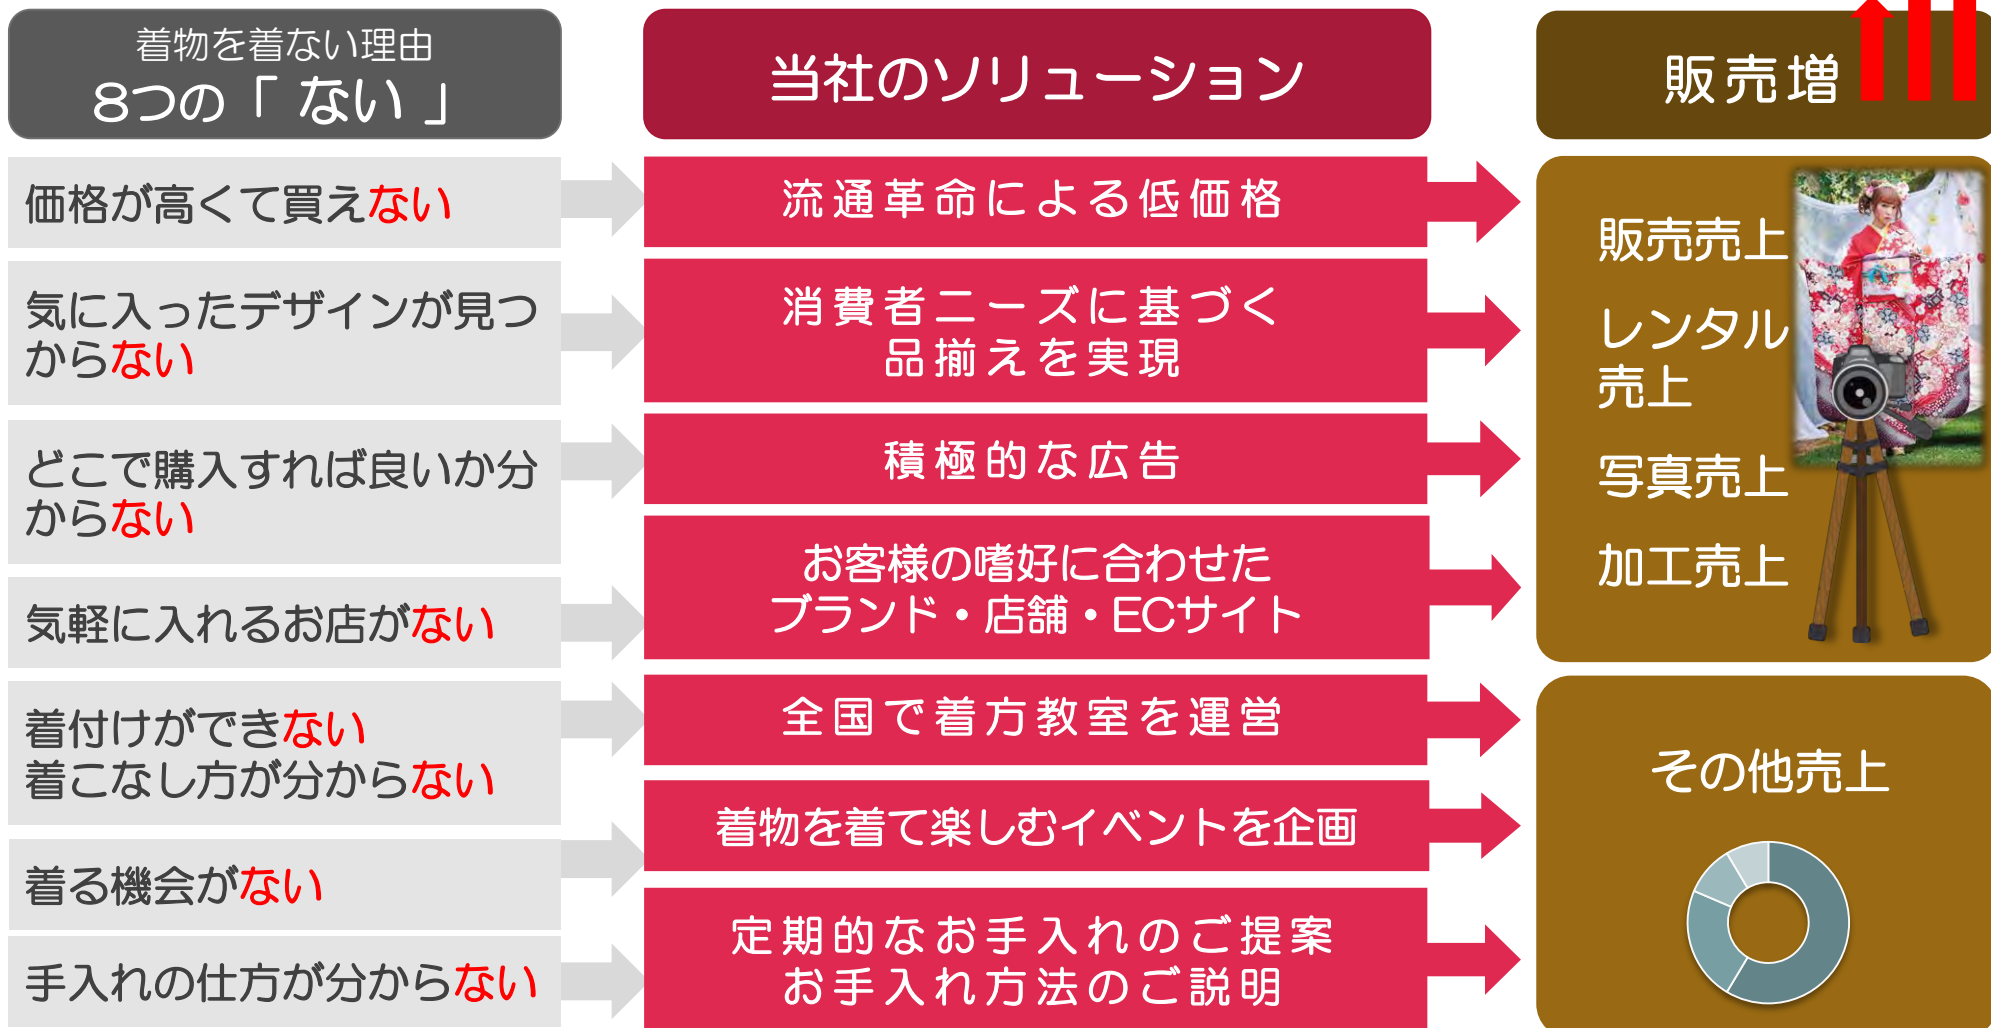 着物を着ない理由
8つの「 ない 」
当社のソリューション
販売増
価格が高くて買えない
流通革命による低価格
気に入ったデザインが見つ
からない
消費者ニーズに基づく
品揃えを実現
どこで購入すれば良いか分
からない
積極的な広告
気軽に入れるお店がない
お客様の嗜好に合わせた
ブランド・店舗・ECサイト
着付けができない
着こなし方が分からない
全国で着方教室を運営
着る機会がない
着物を着て楽しむイベントを企画
手入れの仕方が分からない
定期的なお手入れのご提案
お手入れ方法のご説明
販売売上
レンタル
売上
写真売上
加工売上
その他売上